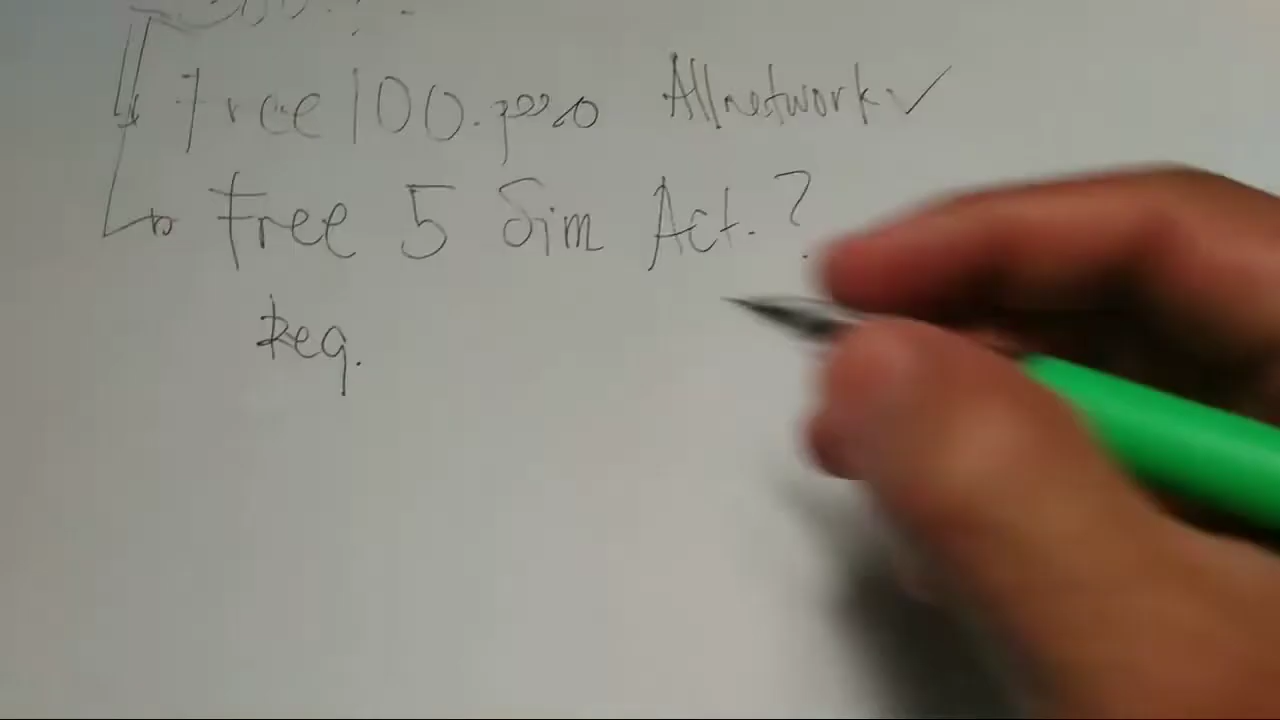 Free 100.peso Allnetwork ✓
Free 5 Sim Act.?
Req.